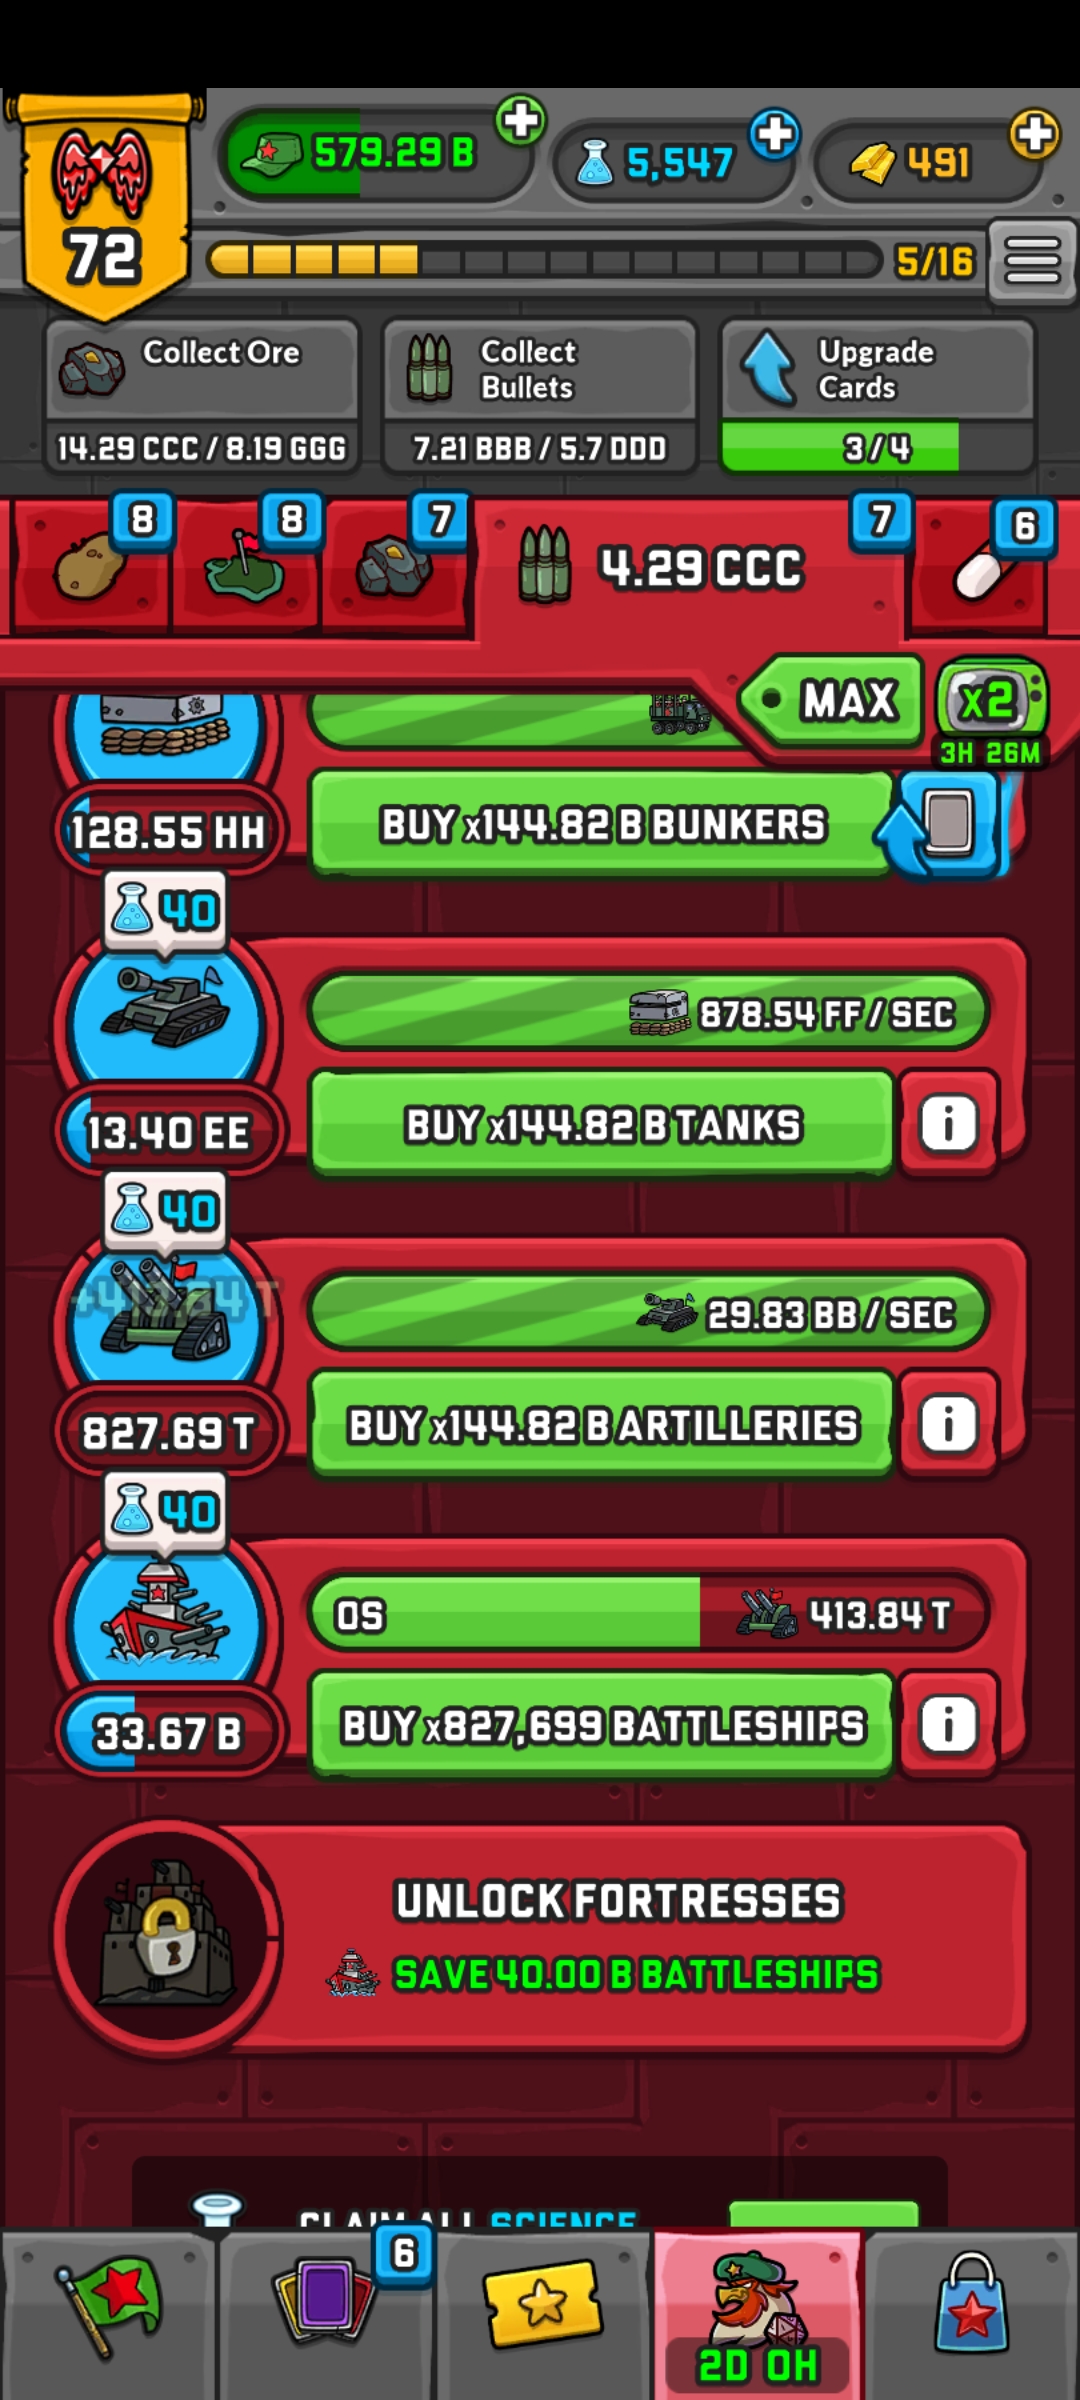 579.29 B
5,547
491
72
5/16
Collect Ore
14.29 CCC / 8.19 GGG
Collect
Bullets
7.21 BBB / 5.7 DDD
Upgrade
Cards
3/4
8
8
7
4.29 CCC
7
6
MAX
x2
3H 26M
128.55 HH
BUY x144.82 B BUNKERS
40
878.54 FF / SEC
13.40 EE
BUY x144.82 B TANKS
40
29.83 BB / SEC
827.69 T
BUY x144.82 B ARTILLERIES
i
40
0S
413.84 T
33.67 B
BUY x827,699 BATTLESHIPS
i
UNLOCK FORTRESSES
SAVE 40.00 B BATTLESHIPS
CLAIM ALL SCIENCE
6
2D 0H